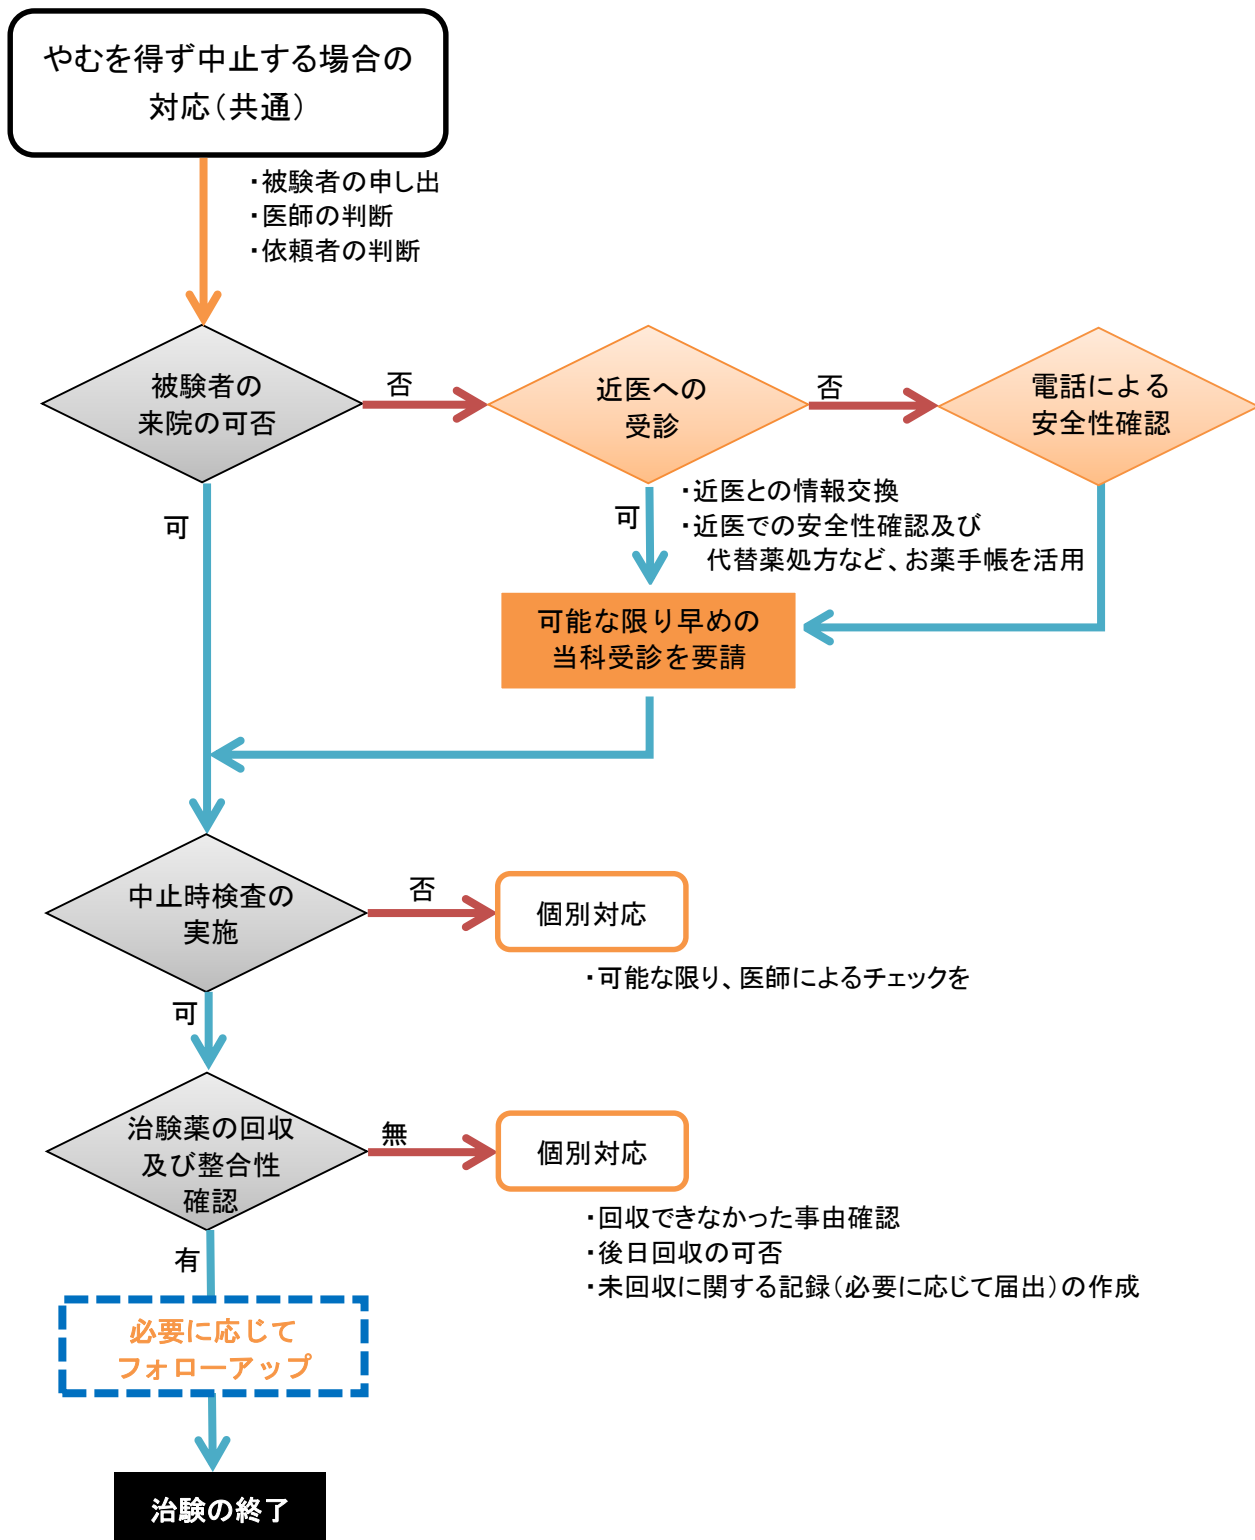 やむを得ず中止する場合の
対応（共通）
・被験者の申し出
・医師の判断
・依頼者の判断
被験者の
来院の可否
否
近医への
受診
否
電話による
安全性確認
可
可
・近医との情報交換
・近医での安全性確認及び
代替薬処方など、お薬手帳を活用
可能な限り早めの
当科受診を要請
中止時検査の
実施
否
個別対応
・可能な限り、医師によるチェックを
可
治験薬の回収
及び整合性
確認
無
個別対応
・回収できなかった事由確認
・後日回収の可否
・未回収に関する記録（必要に応じて届出）の作成
有
必要に応じて
フォローアップ
治験の終了